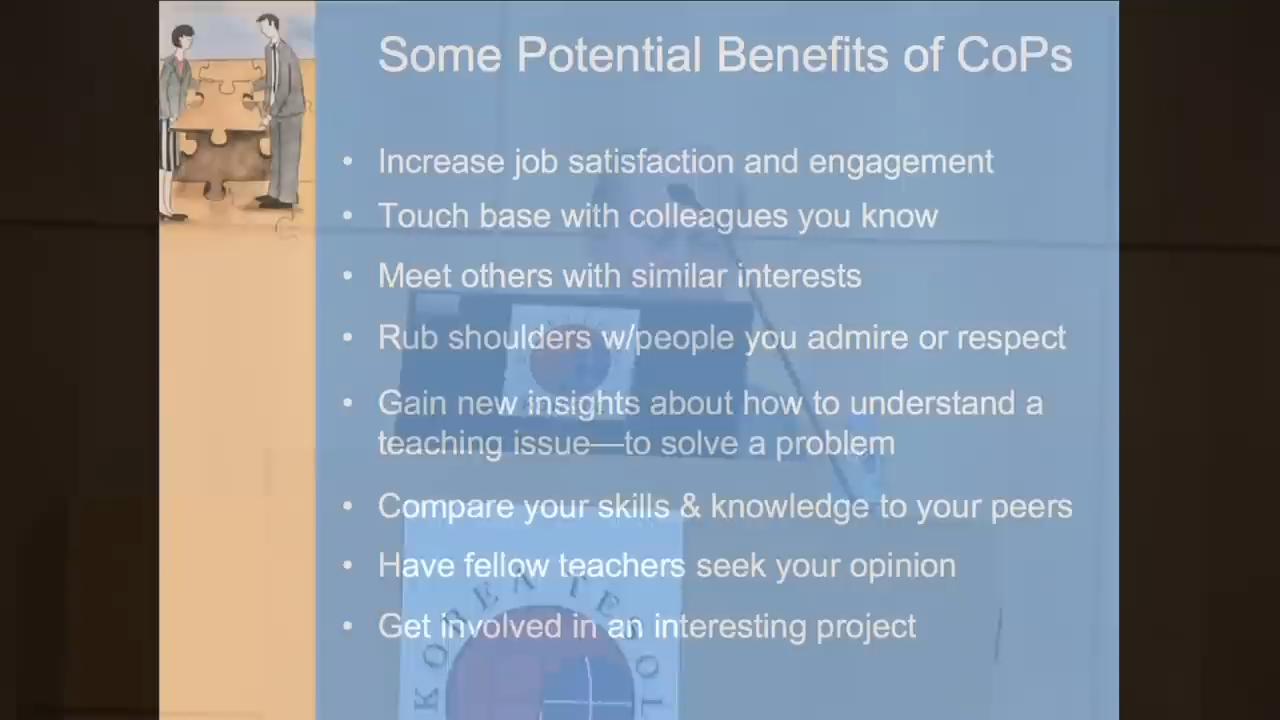 Some Potential Benefits of CoPs
• Increase job satisfaction and engagement
• Touch base with colleagues you know
• Meet others with similar interests
• Rub shoulders w/people you admire or respect
• Gain new insights about how to understand a
teaching issue—to solve a problem
• Compare your skills & knowledge to your peers
• Have fellow teachers seek your opinion
• Get involved in an interesting project
KOREA TESOL